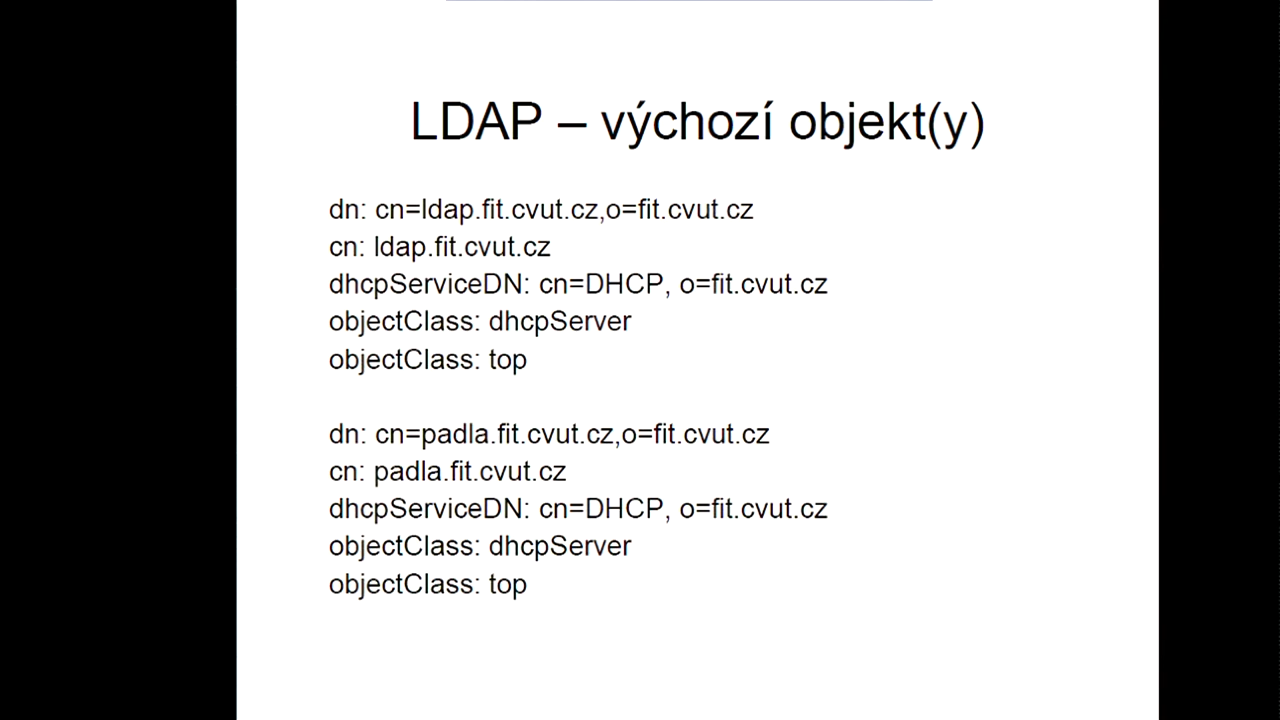 LDAP – výchozí objekt(y)
dn: cn=ldap.fit.cvut.cz,o=fit.cvut.cz
cn: ldap.fit.cvut.cz
dhcpServiceDN: cn=DHCP, o=fit.cvut.cz
objectClass: dhcpServer
objectClass: top
dn: cn=padla.fit.cvut.cz,o=fit.cvut.cz
cn: padla.fit.cvut.cz
dhcpServiceDN: cn=DHCP, o=fit.cvut.cz
objectClass: dhcpServer
objectClass: top